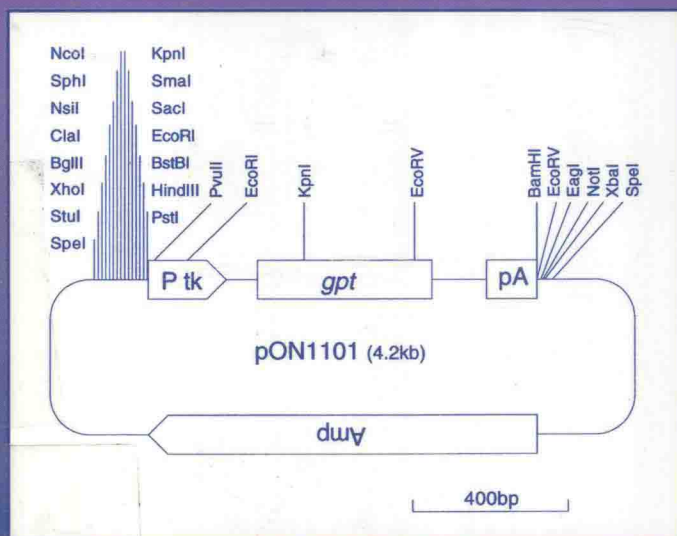 NcoI
SphI
NsiI
ClaI
BglII
XhoI
StuI
SpeI
KpnI
SmaI
SacI
EcoRI
BstBI
HindIII
PstI
PvuII
EcoRI
KpnI
EcoRV
BamHI
EcoRV
EagI
NotI
XbaI
SpeI
P tk
gpt
pA
pON1101 (4.2kb)
Amp
400bp